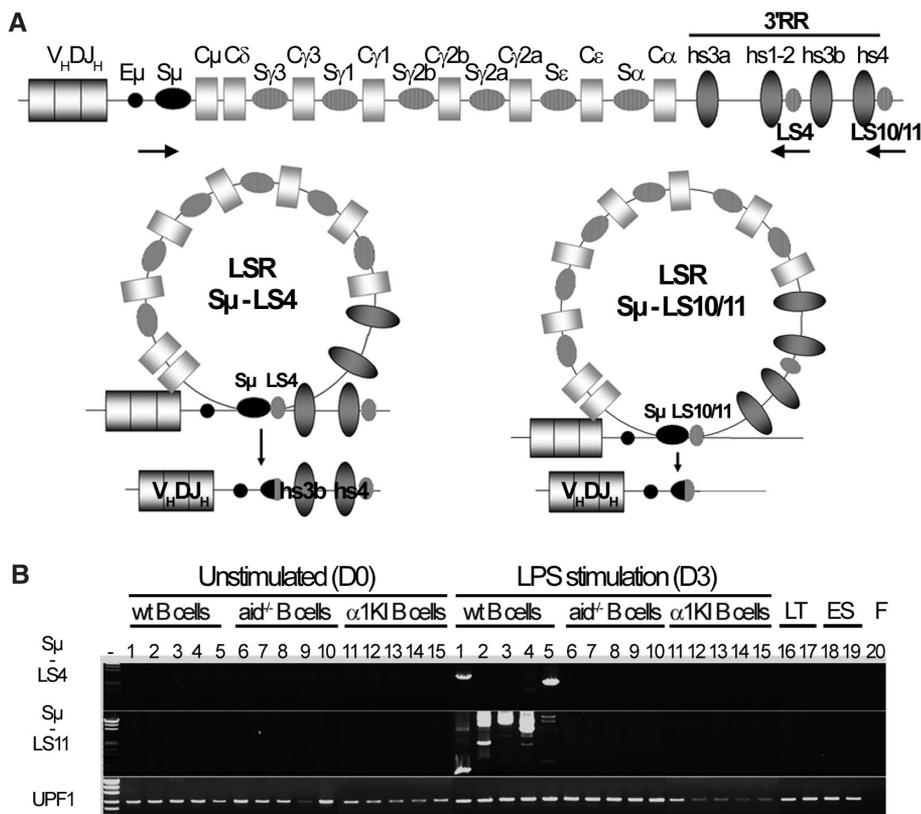 A
3'RR
VHDJH Eμ Sμ Cμ Cδ Sγ3 Cγ3 Sγ1 Cγ1 Sγ2b Cγ2b Sγ2a Cγ2a Sε Cε Sα Cα hs3a hs1-2 hs3b hs4
LS4 LS10/11
LSR
Sμ-LS4
LSR
Sμ-LS10/11
Sμ LS4
Sμ LS10/11
VHDJH hs3b hs4
VHDJH
B
Unstimulated (D0) LPS stimulation (D3)
wt B cells aid-/- B cells α1KI B cells wt B cells aid-/- B cells α1KI B cells LT ES F
- 1 2 3 4 5 6 7 8 9 10 11 12 13 14 15 1 2 3 4 5 6 7 8 9 10 11 12 13 14 15 16 17 18 19 20
Sμ
-
LS4
Sμ
-
LS11
UPF1